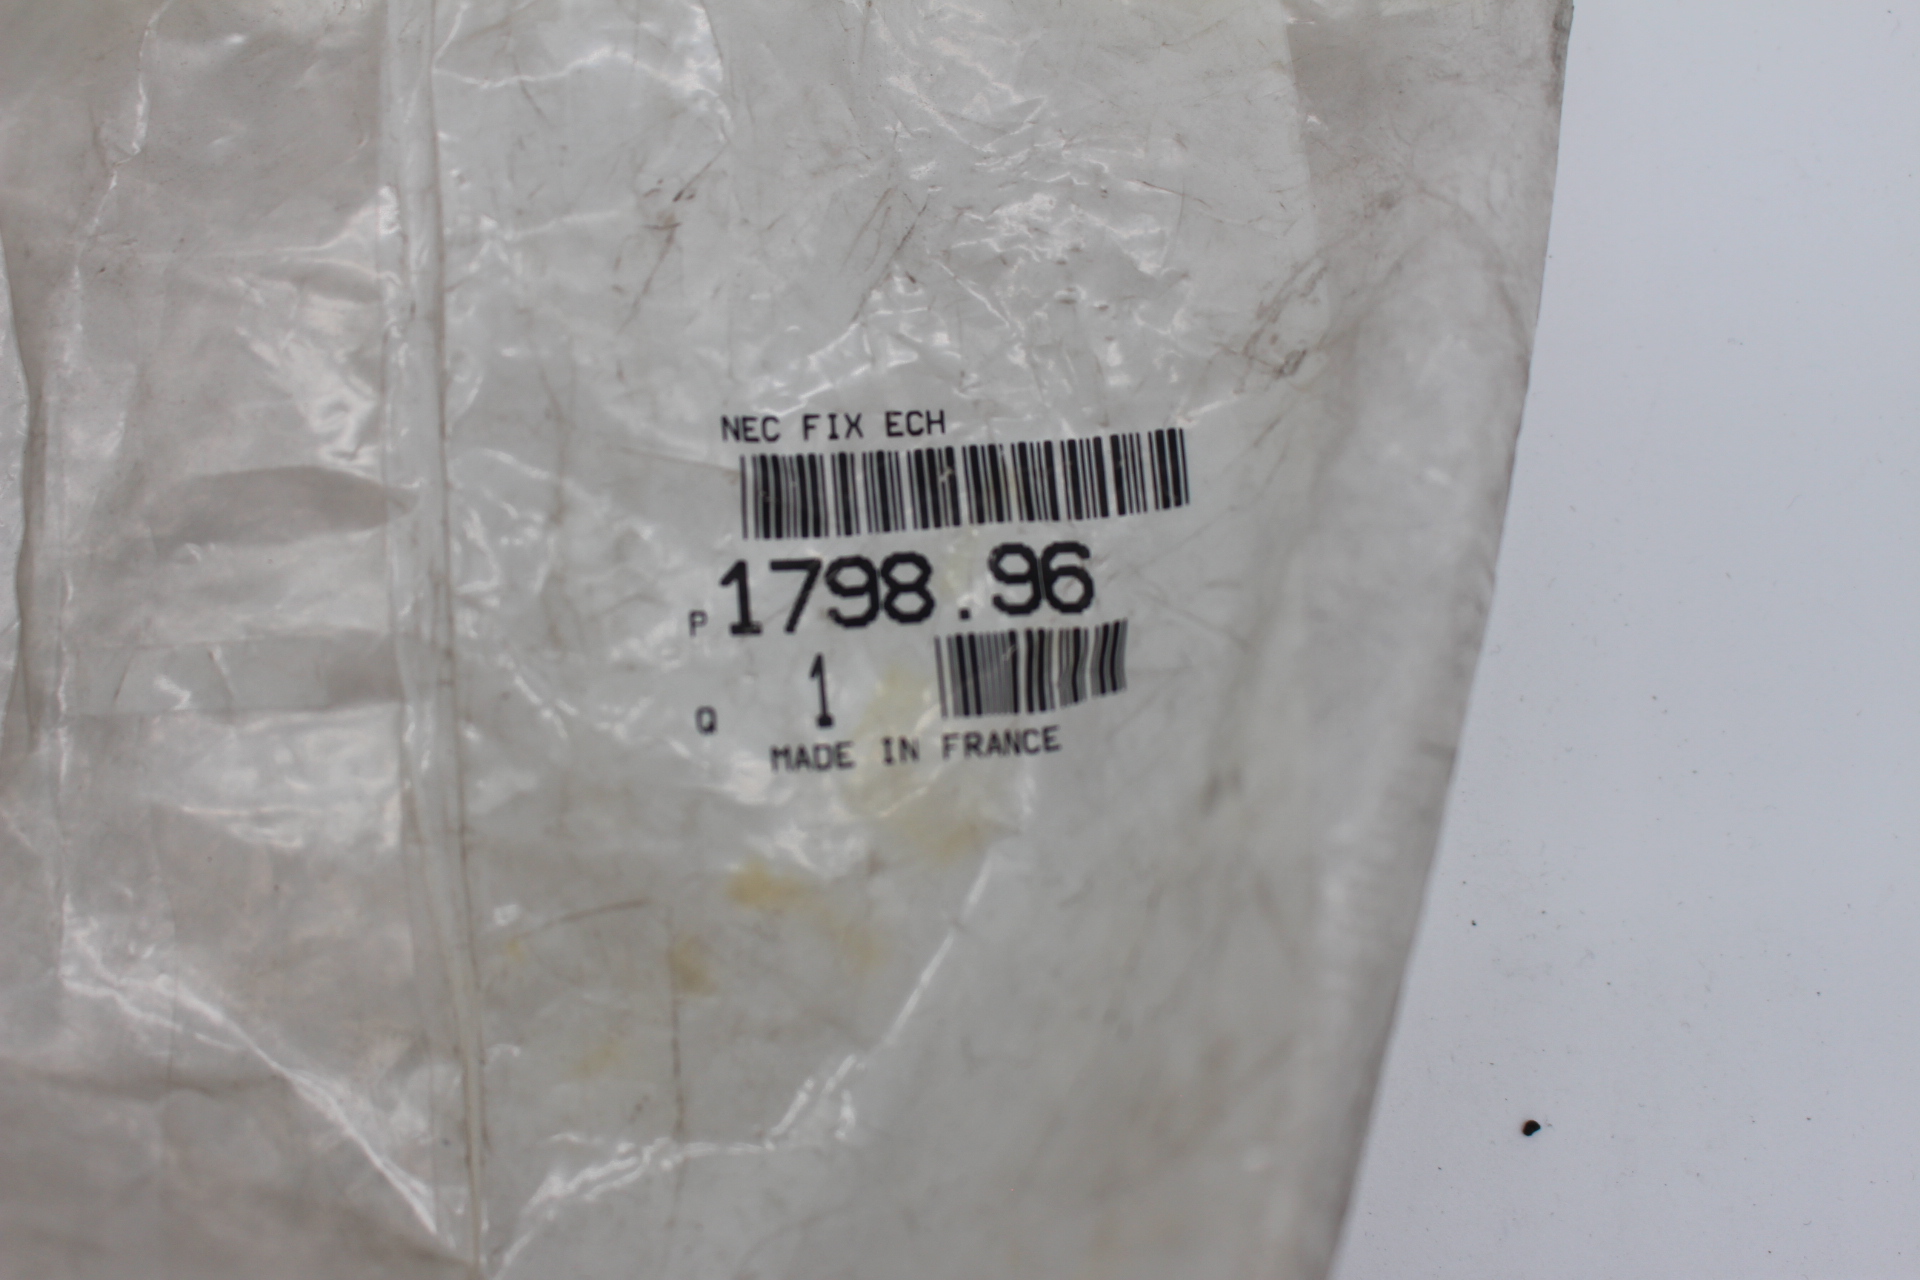 NEC FIX ECH
P 1798.96
Q 1
MADE IN FRANCE